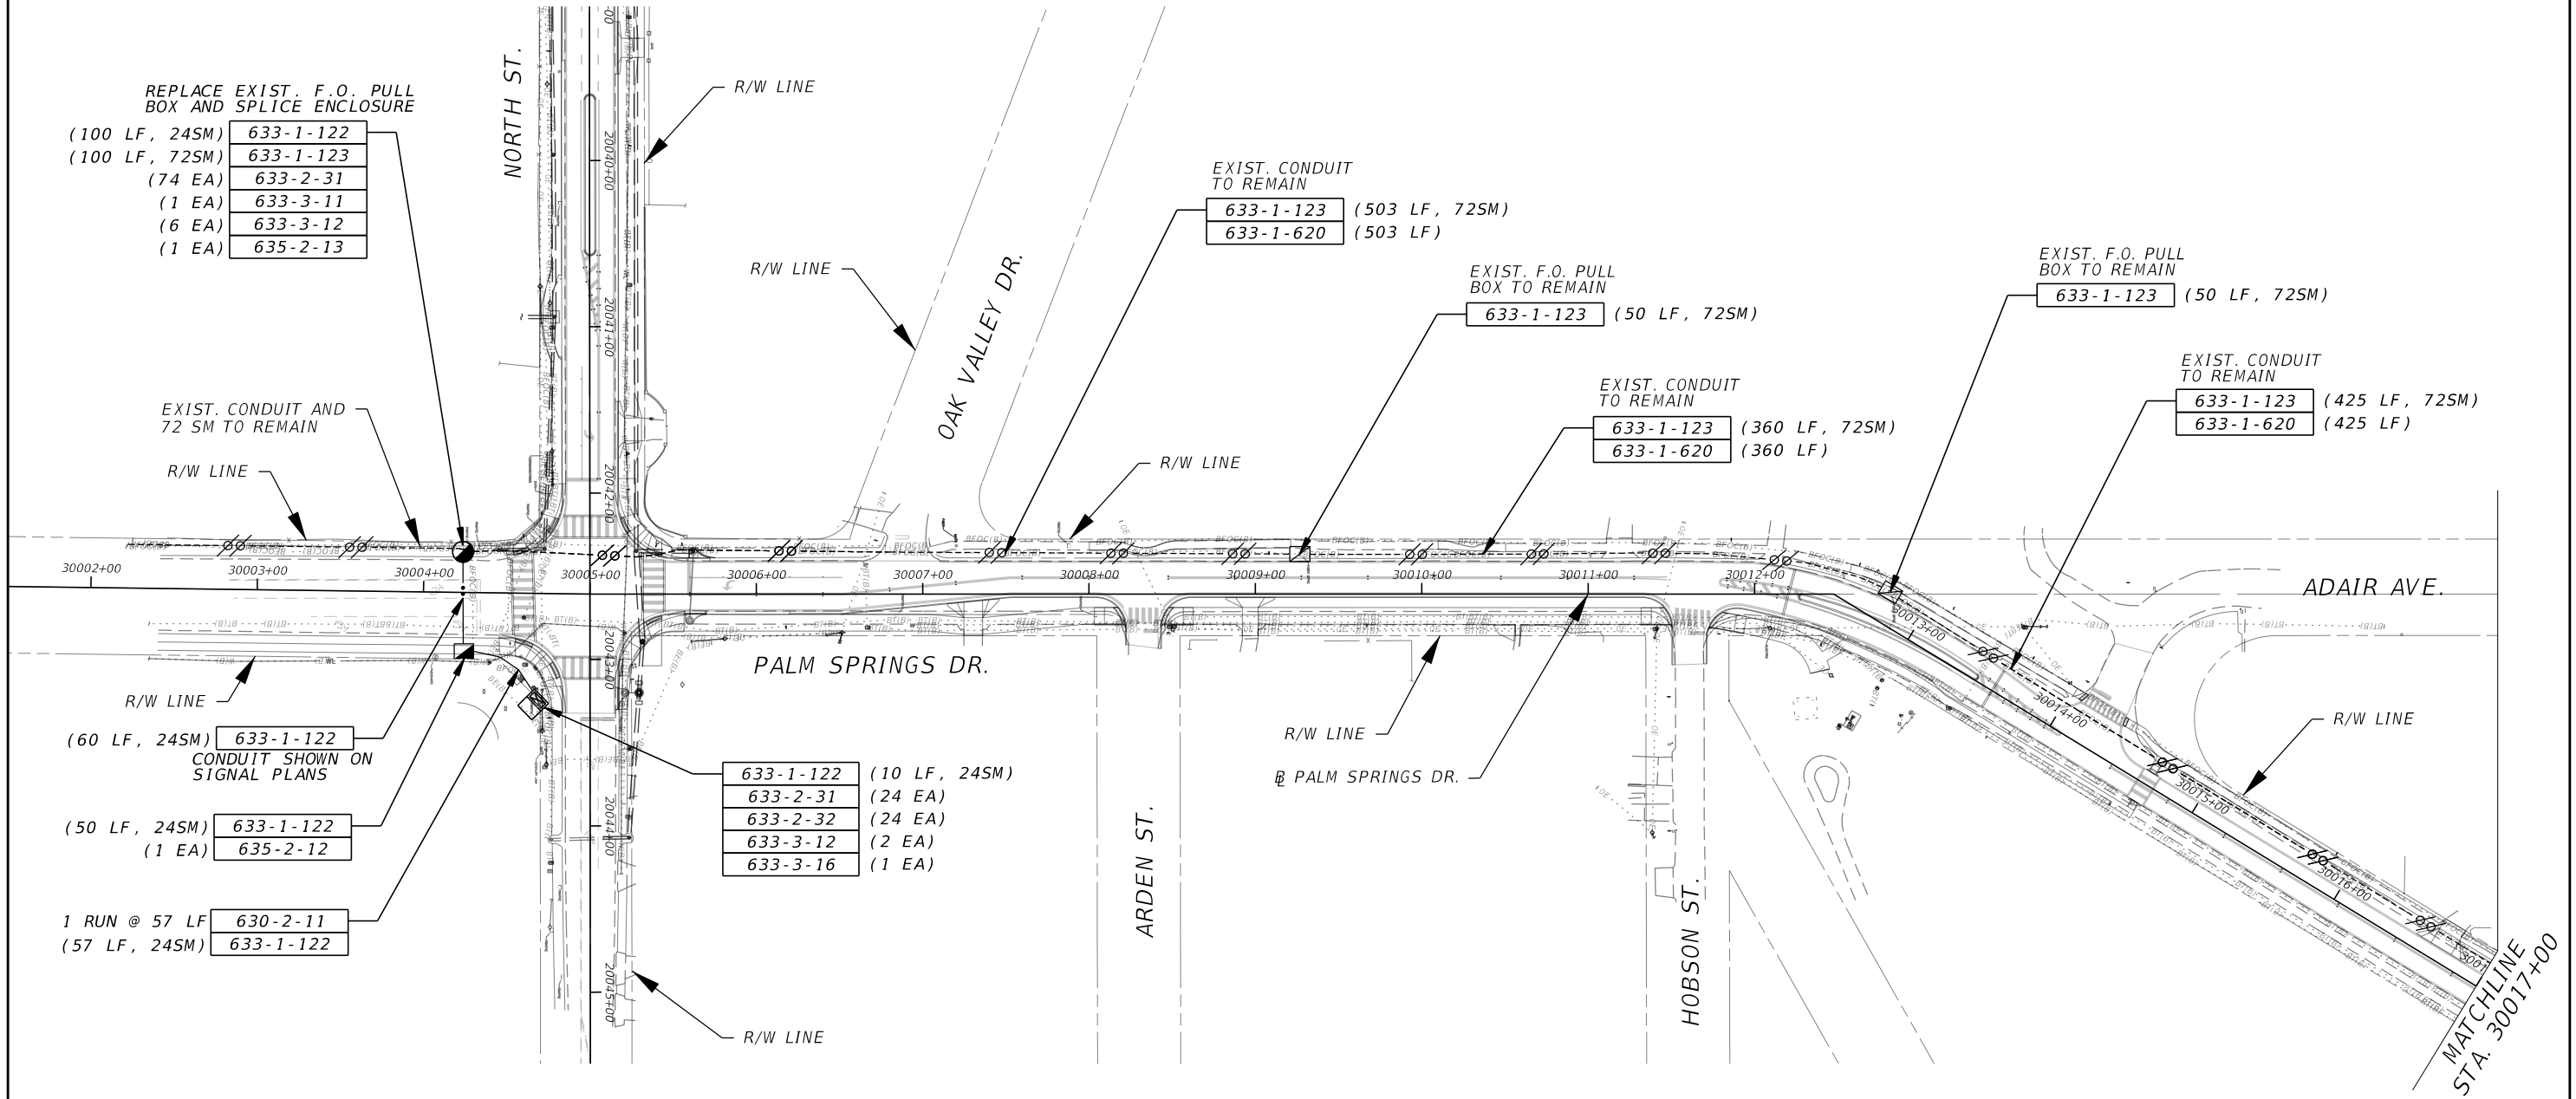 REPLACE EXIST. F.O. PULL
BOX AND SPLICE ENCLOSURE
(100 LF, 24SM) 633-1-122
(100 LF, 72SM) 633-1-123
(74 EA) 633-2-31
(1 EA) 633-3-11
(6 EA) 633-3-12
(1 EA) 635-2-13
NORTH ST.
R/W LINE
R/W LINE
OAK VALLEY DR.
EXIST. CONDUIT
TO REMAIN
633-1-123 (503 LF, 72SM)
633-1-620 (503 LF)
EXIST. F.O. PULL
BOX TO REMAIN
633-1-123 (50 LF, 72SM)
EXIST. F.O. PULL
BOX TO REMAIN
633-1-123 (50 LF, 72SM)
EXIST. CONDUIT
TO REMAIN
633-1-123 (360 LF, 72SM)
633-1-620 (360 LF)
EXIST. CONDUIT
TO REMAIN
633-1-123 (425 LF, 72SM)
633-1-620 (425 LF)
EXIST. CONDUIT AND
72 SM TO REMAIN
R/W LINE
R/W LINE
20040+00
20041+00
20042+00
20043+00
20044+00
20045+00
30002+00
30003+00
30004+00
30005+00
30006+00
30007+00
30008+00
30009+00
30010+00
30011+00
30012+00
30013+00
30014+00
30015+00
30016+00
ADAIR AVE.
PALM SPRINGS DR.
R/W LINE
(60 LF, 24SM) 633-1-122
CONDUIT SHOWN ON
SIGNAL PLANS
(50 LF, 24SM) 633-1-122
(1 EA) 635-2-12
1 RUN @ 57 LF 630-2-11
(57 LF, 24SM) 633-1-122
633-1-122 (10 LF, 24SM)
633-2-31 (24 EA)
633-2-32 (24 EA)
633-3-12 (2 EA)
633-3-16 (1 EA)
R/W LINE
R/W LINE
BL PALM SPRINGS DR.
R/W LINE
ARDEN ST.
HOBSON ST.
MATCHLINE
STA. 30017+00